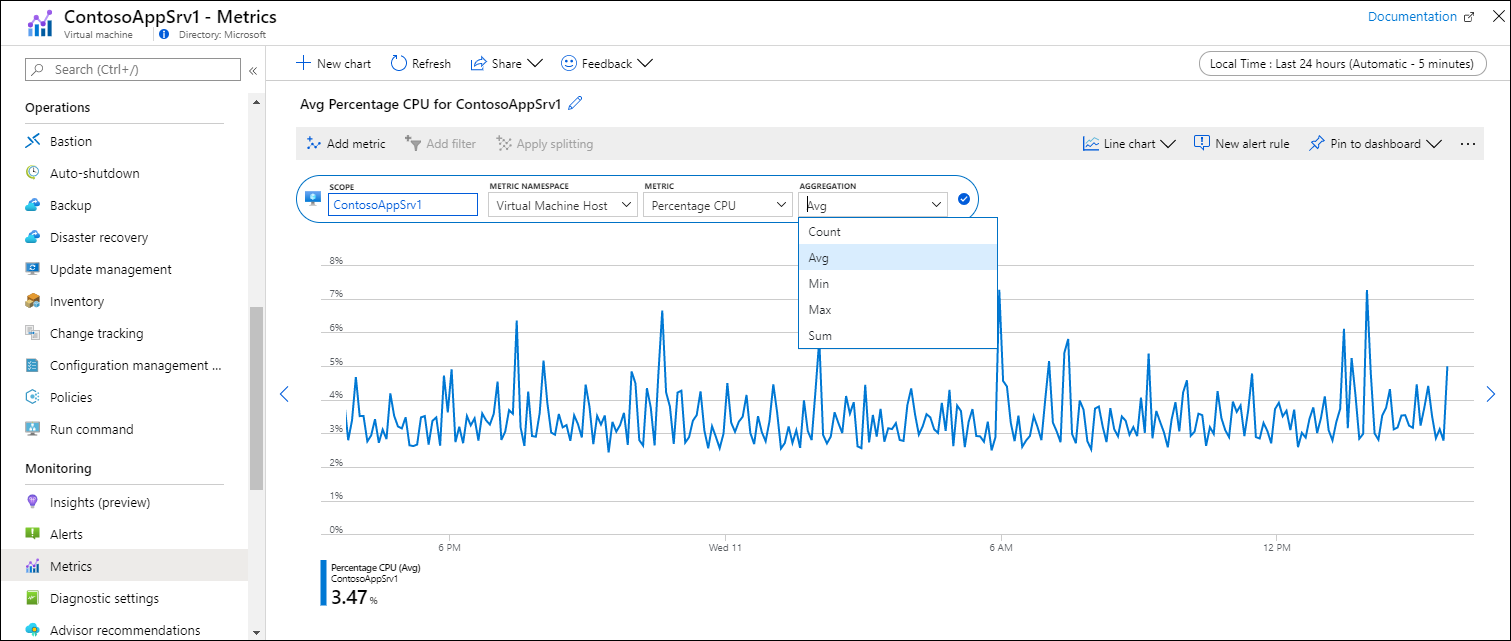 ContosoAppSrv1 - Metrics
Virtual machine
Directory: Microsoft
Documentation
Search (Ctrl+/)
«
Operations
Bastion
Auto-shutdown
Backup
Disaster recovery
Update management
Inventory
Change tracking
Configuration management ...
Policies
Run command
Monitoring
Insights (preview)
Alerts
Metrics
Diagnostic settings
Advisor recommendations
New chart
Refresh
Share
Feedback
Local Time : Last 24 hours (Automatic - 5 minutes)
Avg Percentage CPU for ContosoAppSrv1
Add metric
Add filter
Apply splitting
Line chart
New alert rule
Pin to dashboard
...
SCOPE
ContosoAppSrv1
METRIC NAMESPACE
Virtual Machine Host
METRIC
Percentage CPU
AGGREGATION
Avg
Count
Avg
Min
Max
Sum
8%
7%
6%
5%
4%
3%
2%
1%
0%
6 PM
Wed 11
6 AM
12 PM
Percentage CPU (Avg)
ContosoAppSrv1
3.47 %